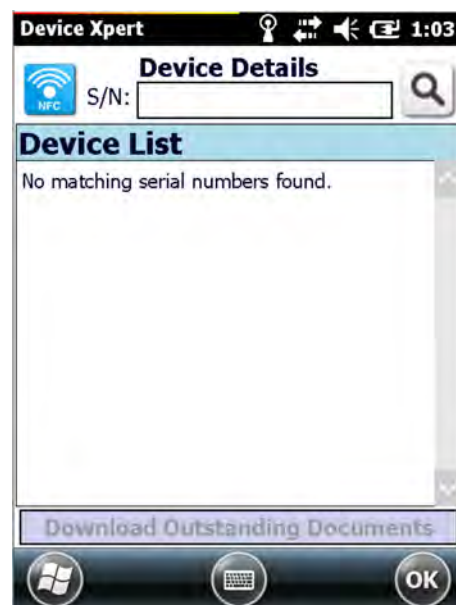 Device Xpert 1:03
Device Details
NFC S/N:
Device List
No matching serial numbers found.
Download Outstanding Documents
OK